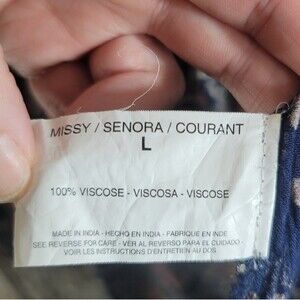 MISSY / SENORA / COURANT
L
100% VISCOSE - VISCOSA - VISCOSE
MADE IN INDIA - HECHO EN INDIA - FABRIQUE EN INDE
SEE REVERSE FOR CARE - VER AL REVERSO PARA EL CUIDADO -
VOIR LES INSTRUCTIONS D'ENTRETIEN AU DOS